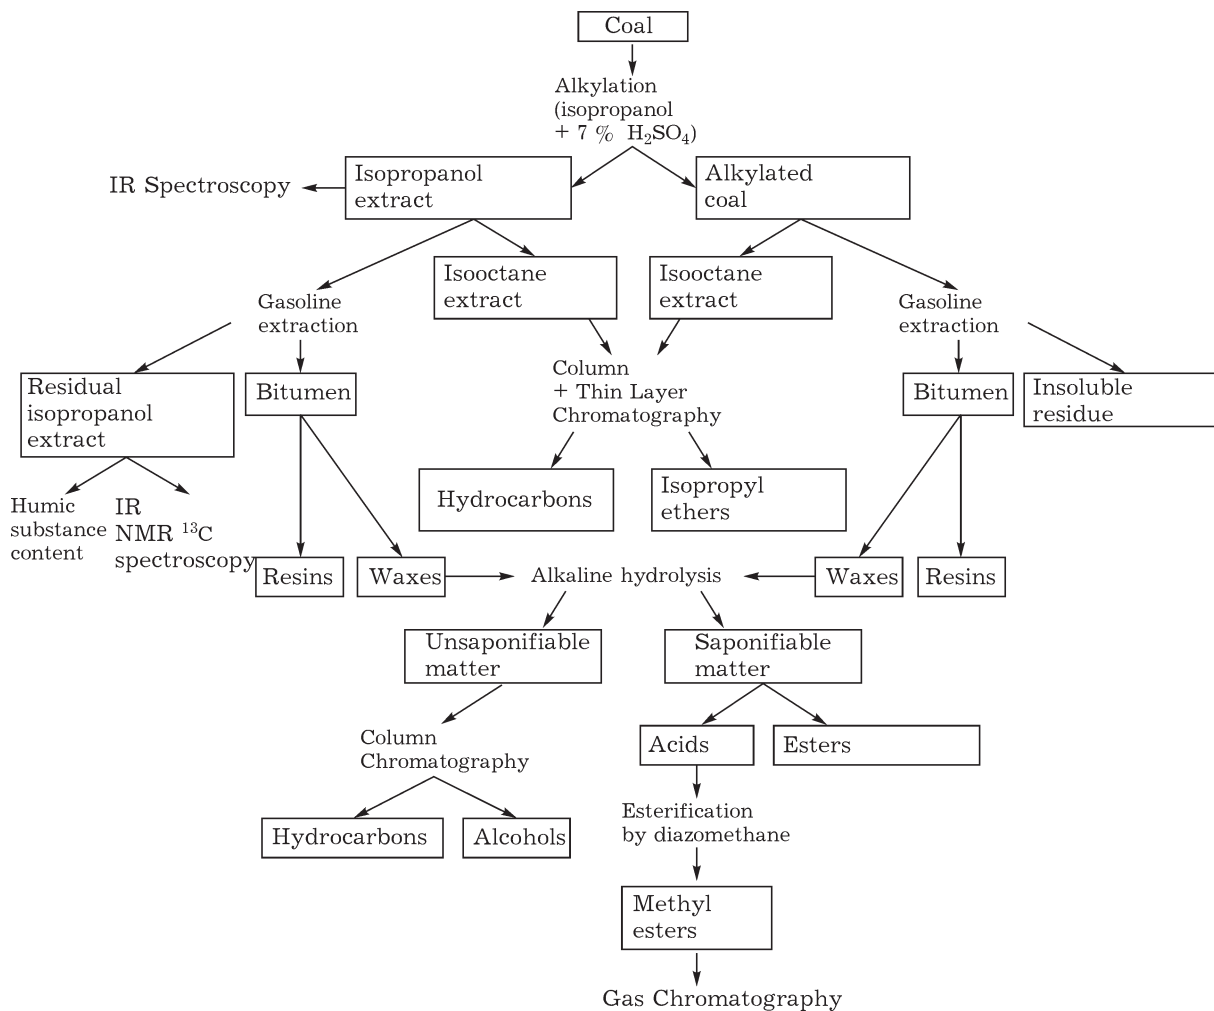 Coal
Alkylation
(isopropanol
+ 7 % H₂SO₄)
IR Spectroscopy
Isopropanol
extract
Alkylated
coal
Isooctane
extract
Isooctane
extract
Gasoline
extraction
Gasoline
extraction
Column
+ Thin Layer
Chromatography
Residual
isopropanol
extract
Bitumen
Bitumen
Insoluble
residue
Hydrocarbons
Isopropyl
ethers
Humic
substance
content
IR
NMR ¹³C
spectroscopy
Resins
Waxes
Alkaline hydrolysis
Waxes
Resins
Unsaponifiable
matter
Saponifiable
matter
Column
Chromatography
Acids
Esters
Hydrocarbons
Alcohols
Esterification
by diazomethane
Methyl
esters
Gas Chromatography